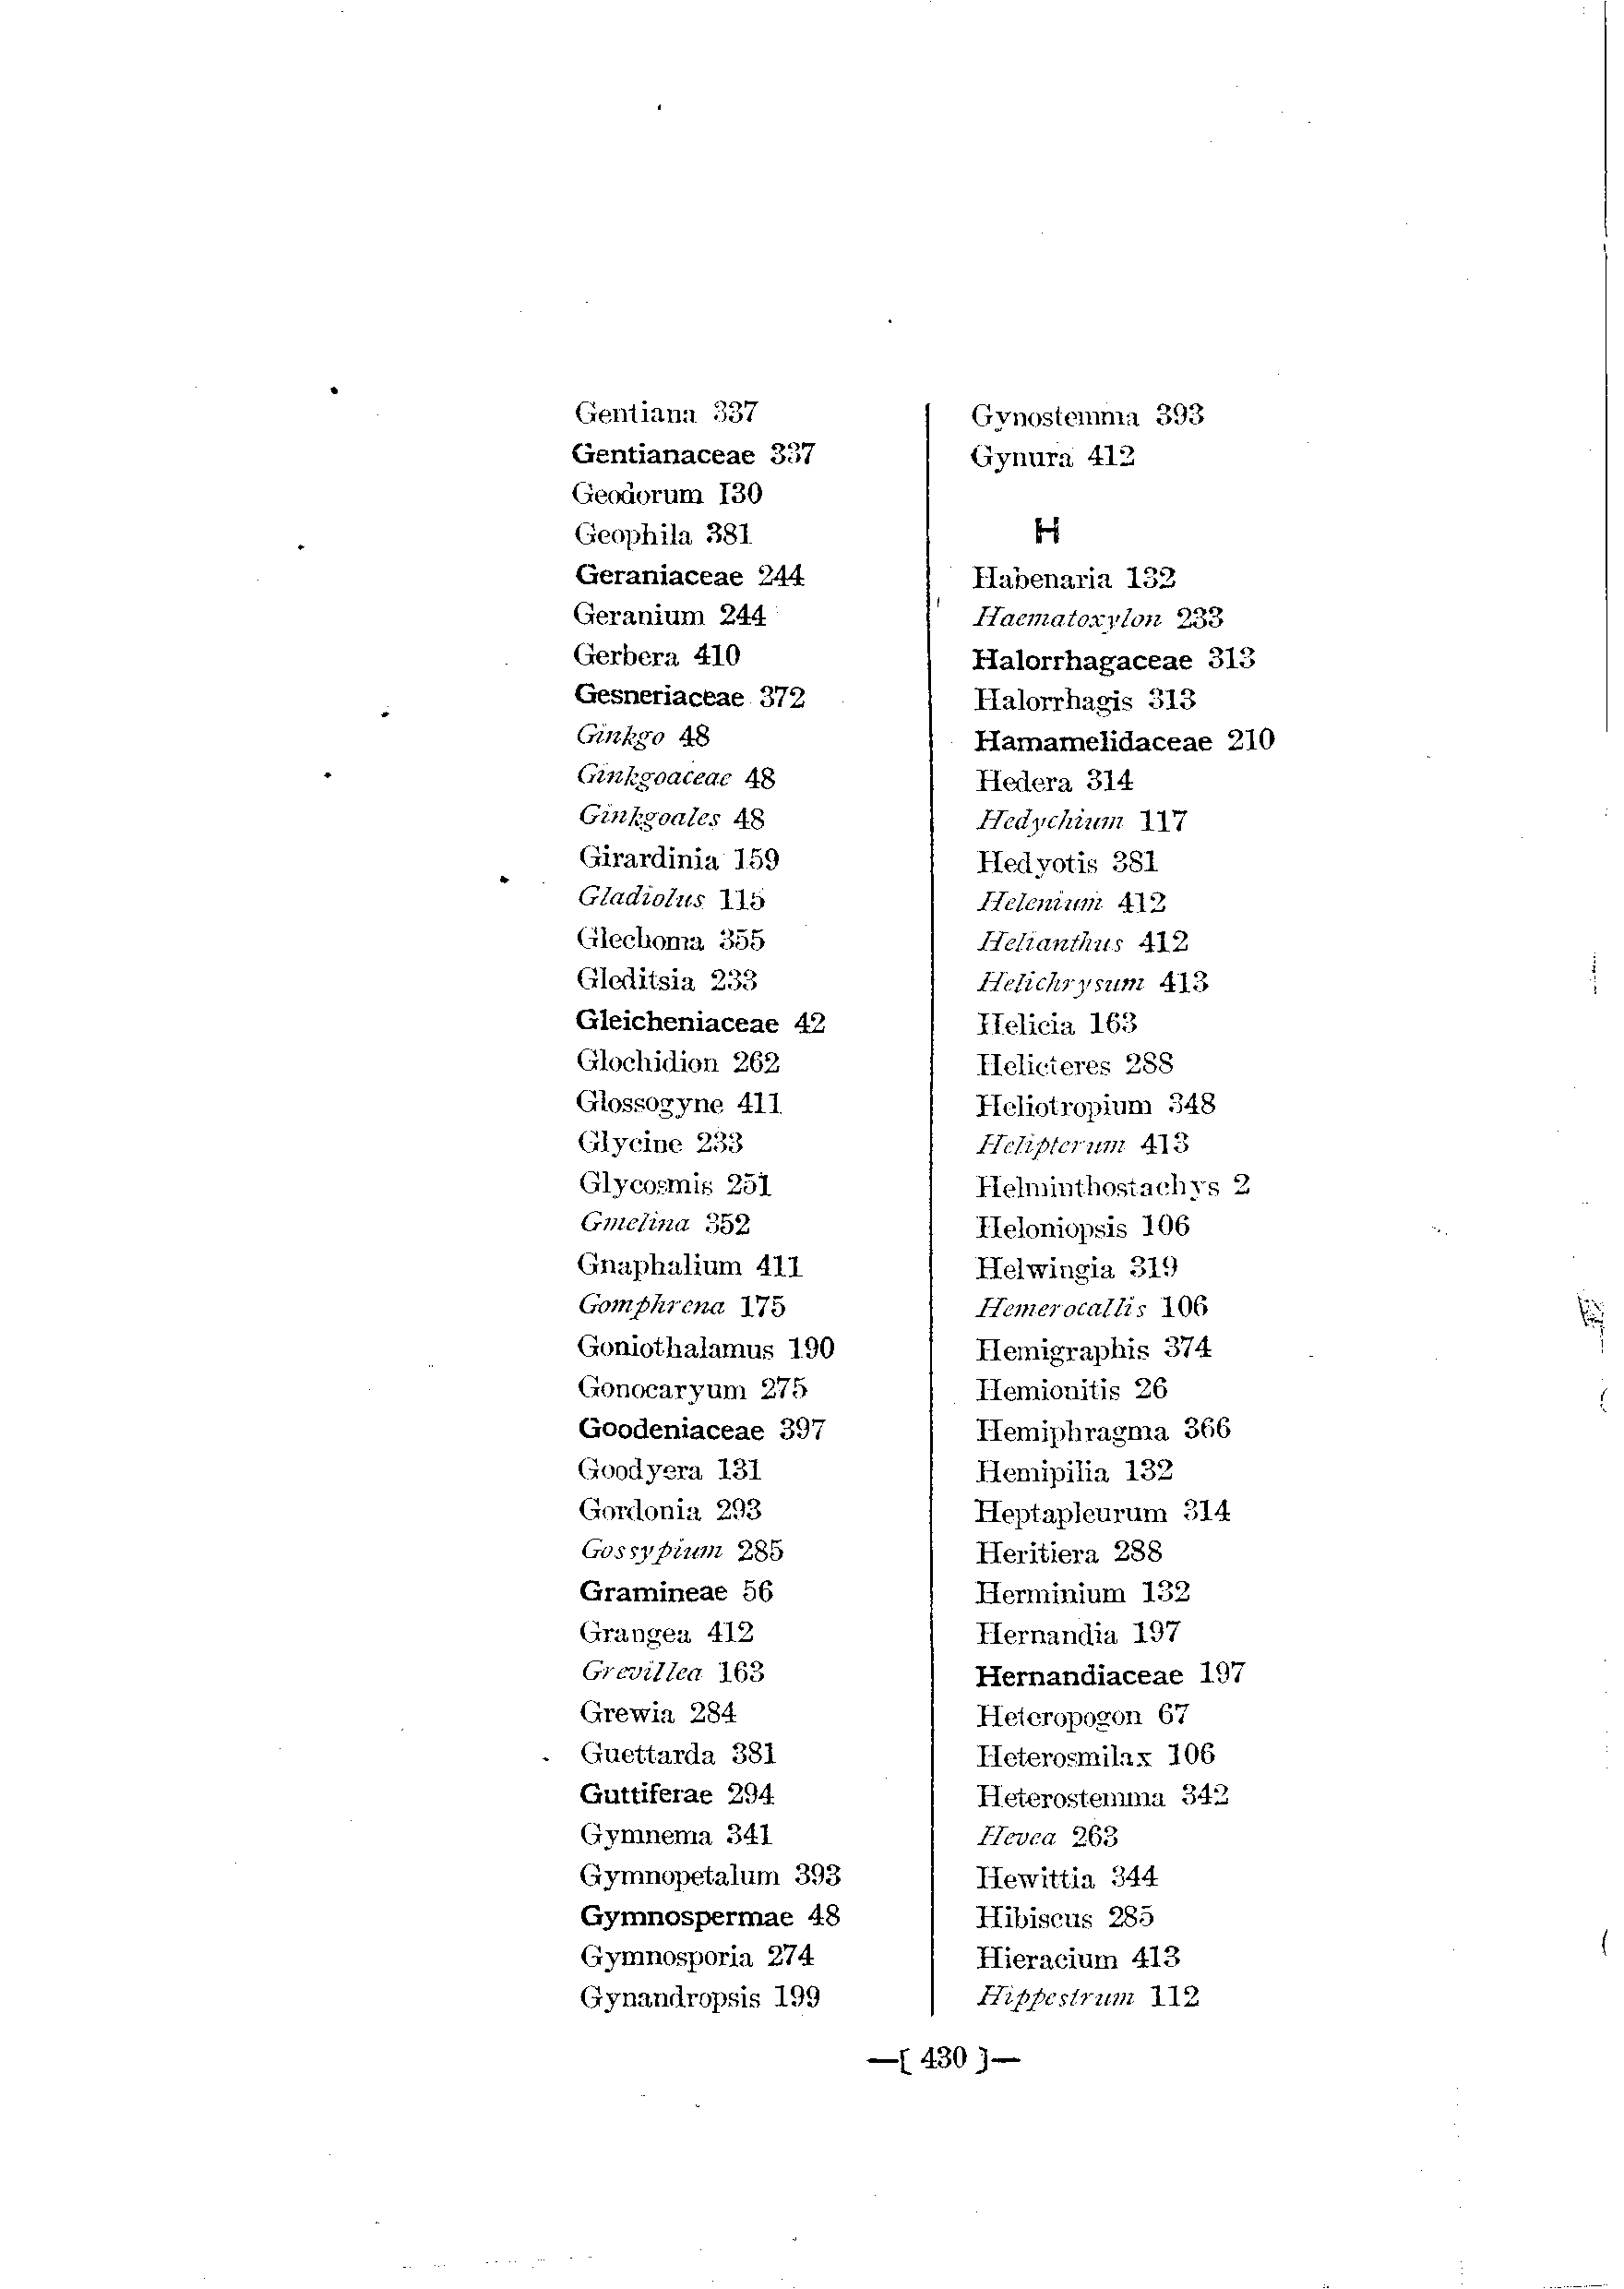 Gentiana 337
Gentianaceae 337
Geodorum 130
Geophila 381
Geraniaceae 244
Geranium 244
Gerbera 410
Gesneriaceae 372
Ginkgo 48
Ginkgoaceae 48
Ginkgoales 48
Girardinia 159
Gladiolus 115
Glechoma 355
Gleditsia 233
Gleicheniaceae 42
Glochidion 262
Glossogyne 411
Glycine 233
Glycosmis 251
Gmelina 352
Gnaphalium 411
Gomphrena 175
Goniothalamus 190
Gonocaryum 275
Goodeniaceae 397
Goodyera 131
Gordonia 293
Gossypium 285
Gramineae 56
Grangea 412
Grevillea 163
Grewia 284
Guettarda 381
Guttiferae 294
Gymnema 341
Gymnopetalum 393
Gymnospermae 48
Gymnosporia 274
Gynandropsis 199
Gynostemma 393
Gynura 412
H
Habenaria 132
Haematoxylon 233
Halorrhagaceae 313
Halorrhagis 313
Hamamelidaceae 210
Hedera 314
Hedychium 117
Hedyotis 381
Helenium 412
Helianthus 412
Helichrysum 413
Helicia 163
Helicteres 288
Heliotropium 348
Helipterum 413
Helminthostachys 2
Heloniopsis 106
Helwingia 319
Hemerocallis 106
Hemigraphis 374
Hemionitis 26
Hemiphragma 366
Hemipilia 132
Heptapleurum 314
Heritiera 288
Herminium 132
Hernandia 197
Hernandiaceae 197
Heteropogon 67
Heterosmilax 106
Heterostemma 342
Hevea 263
Hewittia 344
Hibiscus 285
Hieracium 413
Hippestrum 112
—[ 430 ]—